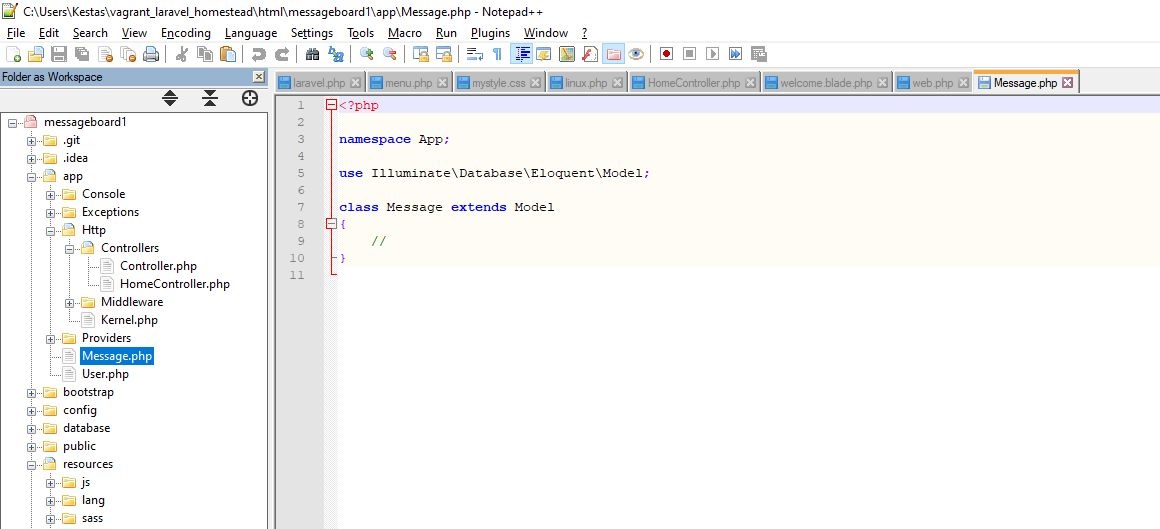 C:\Users\Kestas\vagrant_laravel_homestead\html\messageboard1\app\Message.php - Notepad++
File Edit Search View Encoding Language Settings Tools Macro Run Plugins Window ?
Folder as Workspace
laravel.php menu.php mystyle.css linux.php HomeController.php welcome.blade.php web.php Message.php
messageboard1
.git
.idea
app
Console
Exceptions
Http
Controllers
Controller.php
HomeController.php
Middleware
Kernel.php
Providers
Message.php
User.php
bootstrap
config
database
public
resources
js
lang
sass
1 <?php
2
3 namespace App;
4
5 use Illuminate\Database\Eloquent\Model;
6
7 class Message extends Model
8 {
9 //
10 }
11